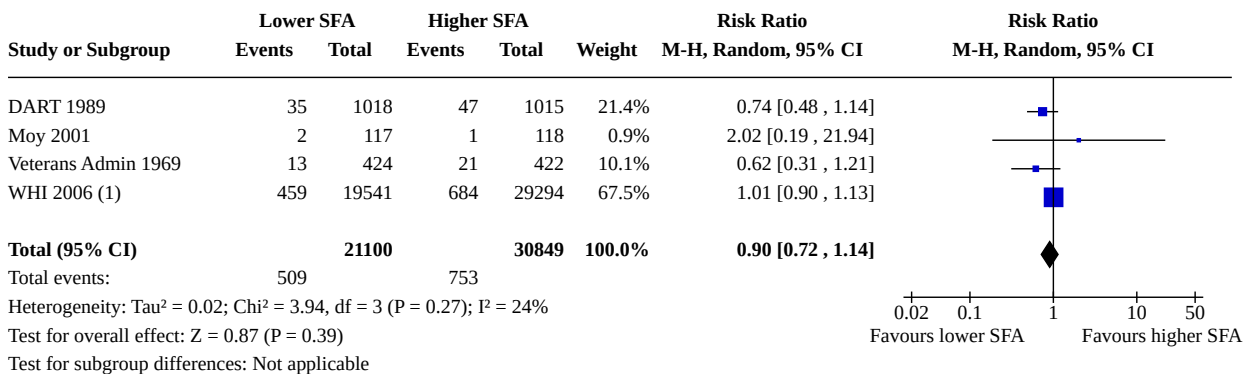 Lower SFA Higher SFA Risk Ratio Risk Ratio
Study or Subgroup Events Total Events Total Weight M-H, Random, 95% CI M-H, Random, 95% CI
DART 1989 35 1018 47 1015 21.4% 0.74 [0.48 , 1.14]
Moy 2001 2 117 1 118 0.9% 2.02 [0.19 , 21.94]
Veterans Admin 1969 13 424 21 422 10.1% 0.62 [0.31 , 1.21]
WHI 2006 (1) 459 19541 684 29294 67.5% 1.01 [0.90 , 1.13]
Total (95% CI) 21100 30849 100.0% 0.90 [0.72 , 1.14]
Total events: 509 753
Heterogeneity: Tau² = 0.02; Chi² = 3.94, df = 3 (P = 0.27); I² = 24%
0.02 0.1 1 10 50
Test for overall effect: Z = 0.87 (P = 0.39)
Favours lower SFA Favours higher SFA
Test for subgroup differences: Not applicable